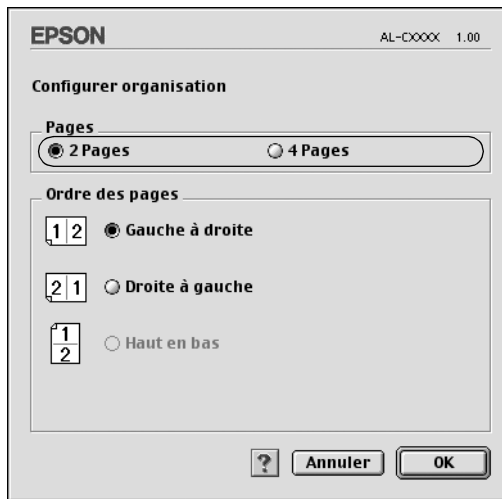 EPSON AL-CXXXX 1.00
Configurer organisation
Pages
2 Pages 4 Pages
Ordre des pages
1 2 Gauche à droite
2 1 Droite à gauche
1
2 Haut en bas
? Annuler OK